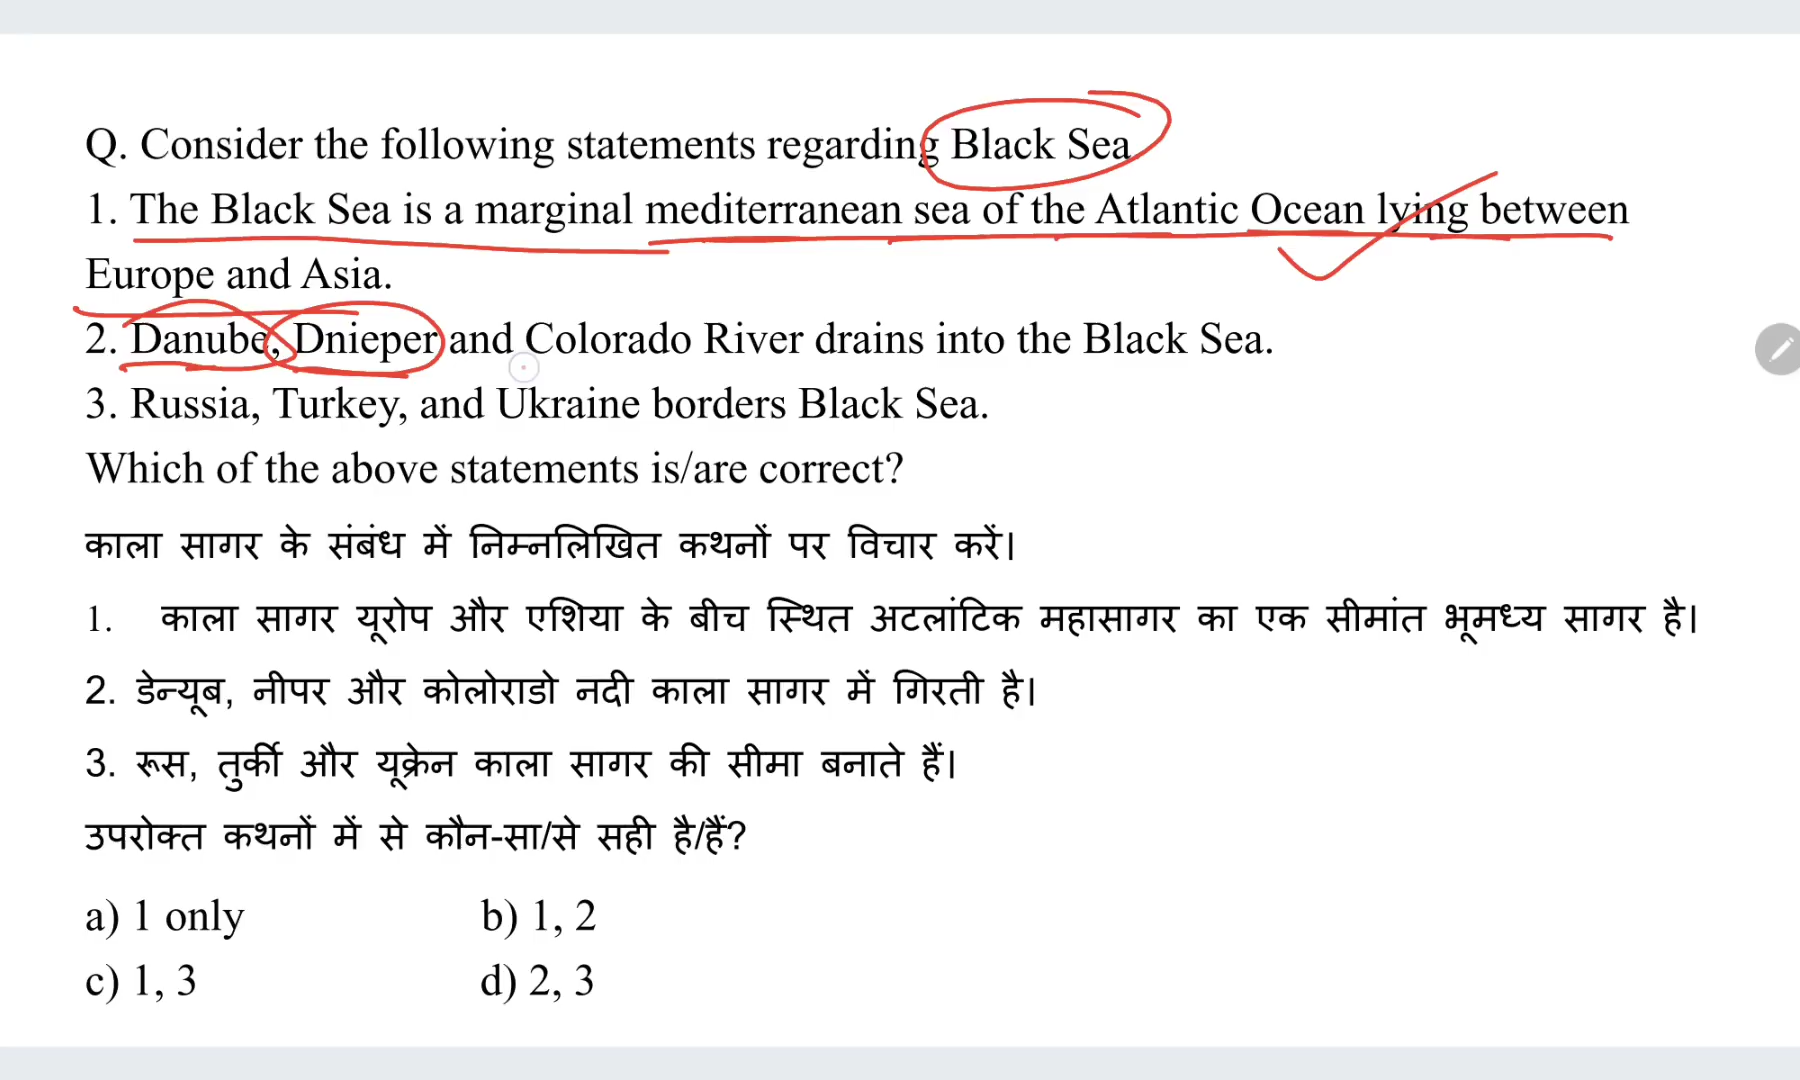 Q. Consider the following statements regarding Black Sea
1. The Black Sea is a marginal mediterranean sea of the Atlantic Ocean lying between
Europe and Asia.
2. Danube, Dnieper and Colorado River drains into the Black Sea.
3. Russia, Turkey, and Ukraine borders Black Sea.
Which of the above statements is/are correct?
काला सागर के संबंध में निम्नलिखित कथनों पर विचार करें।
1. काला सागर यूरोप और एशिया के बीच स्थित अटलांटिक महासागर का एक सीमांत भूमध्य सागर है।
2. डेन्यूब, नीपर और कोलोराडो नदी काला सागर में गिरती है।
3. रूस, तुर्की और यूक्रेन काला सागर की सीमा बनाते हैं।
उपरोक्त कथनों में से कौन-सा/से सही है/हैं?
a) 1 only b) 1, 2
c) 1, 3 d) 2, 3